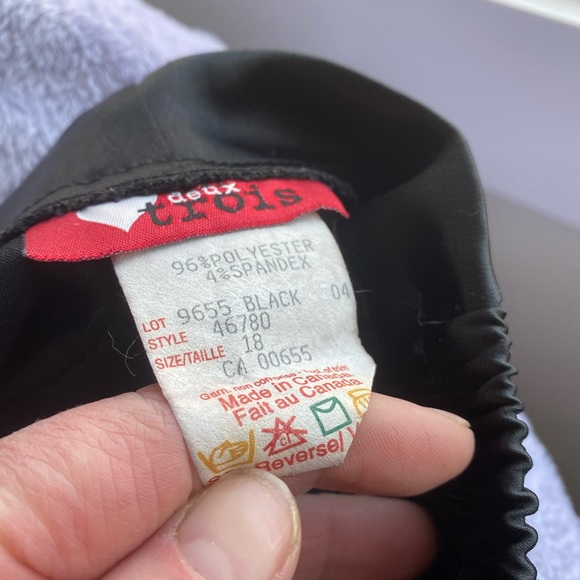 deux
trois
96%POLYESTER
4%SPANDEX
LOT 9655 BLACK 04
STYLE 46780
SIZE/TAILLE 18
CA 00655
Made in Canada
Fait au Canada
Reverse/